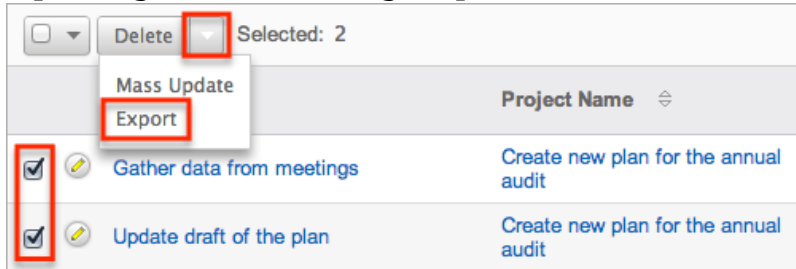 Delete Selected: 2
Mass Update
Export
Project Name
Gather data from meetings
Create new plan for the annual
audit
Update draft of the plan
Create new plan for the annual
audit